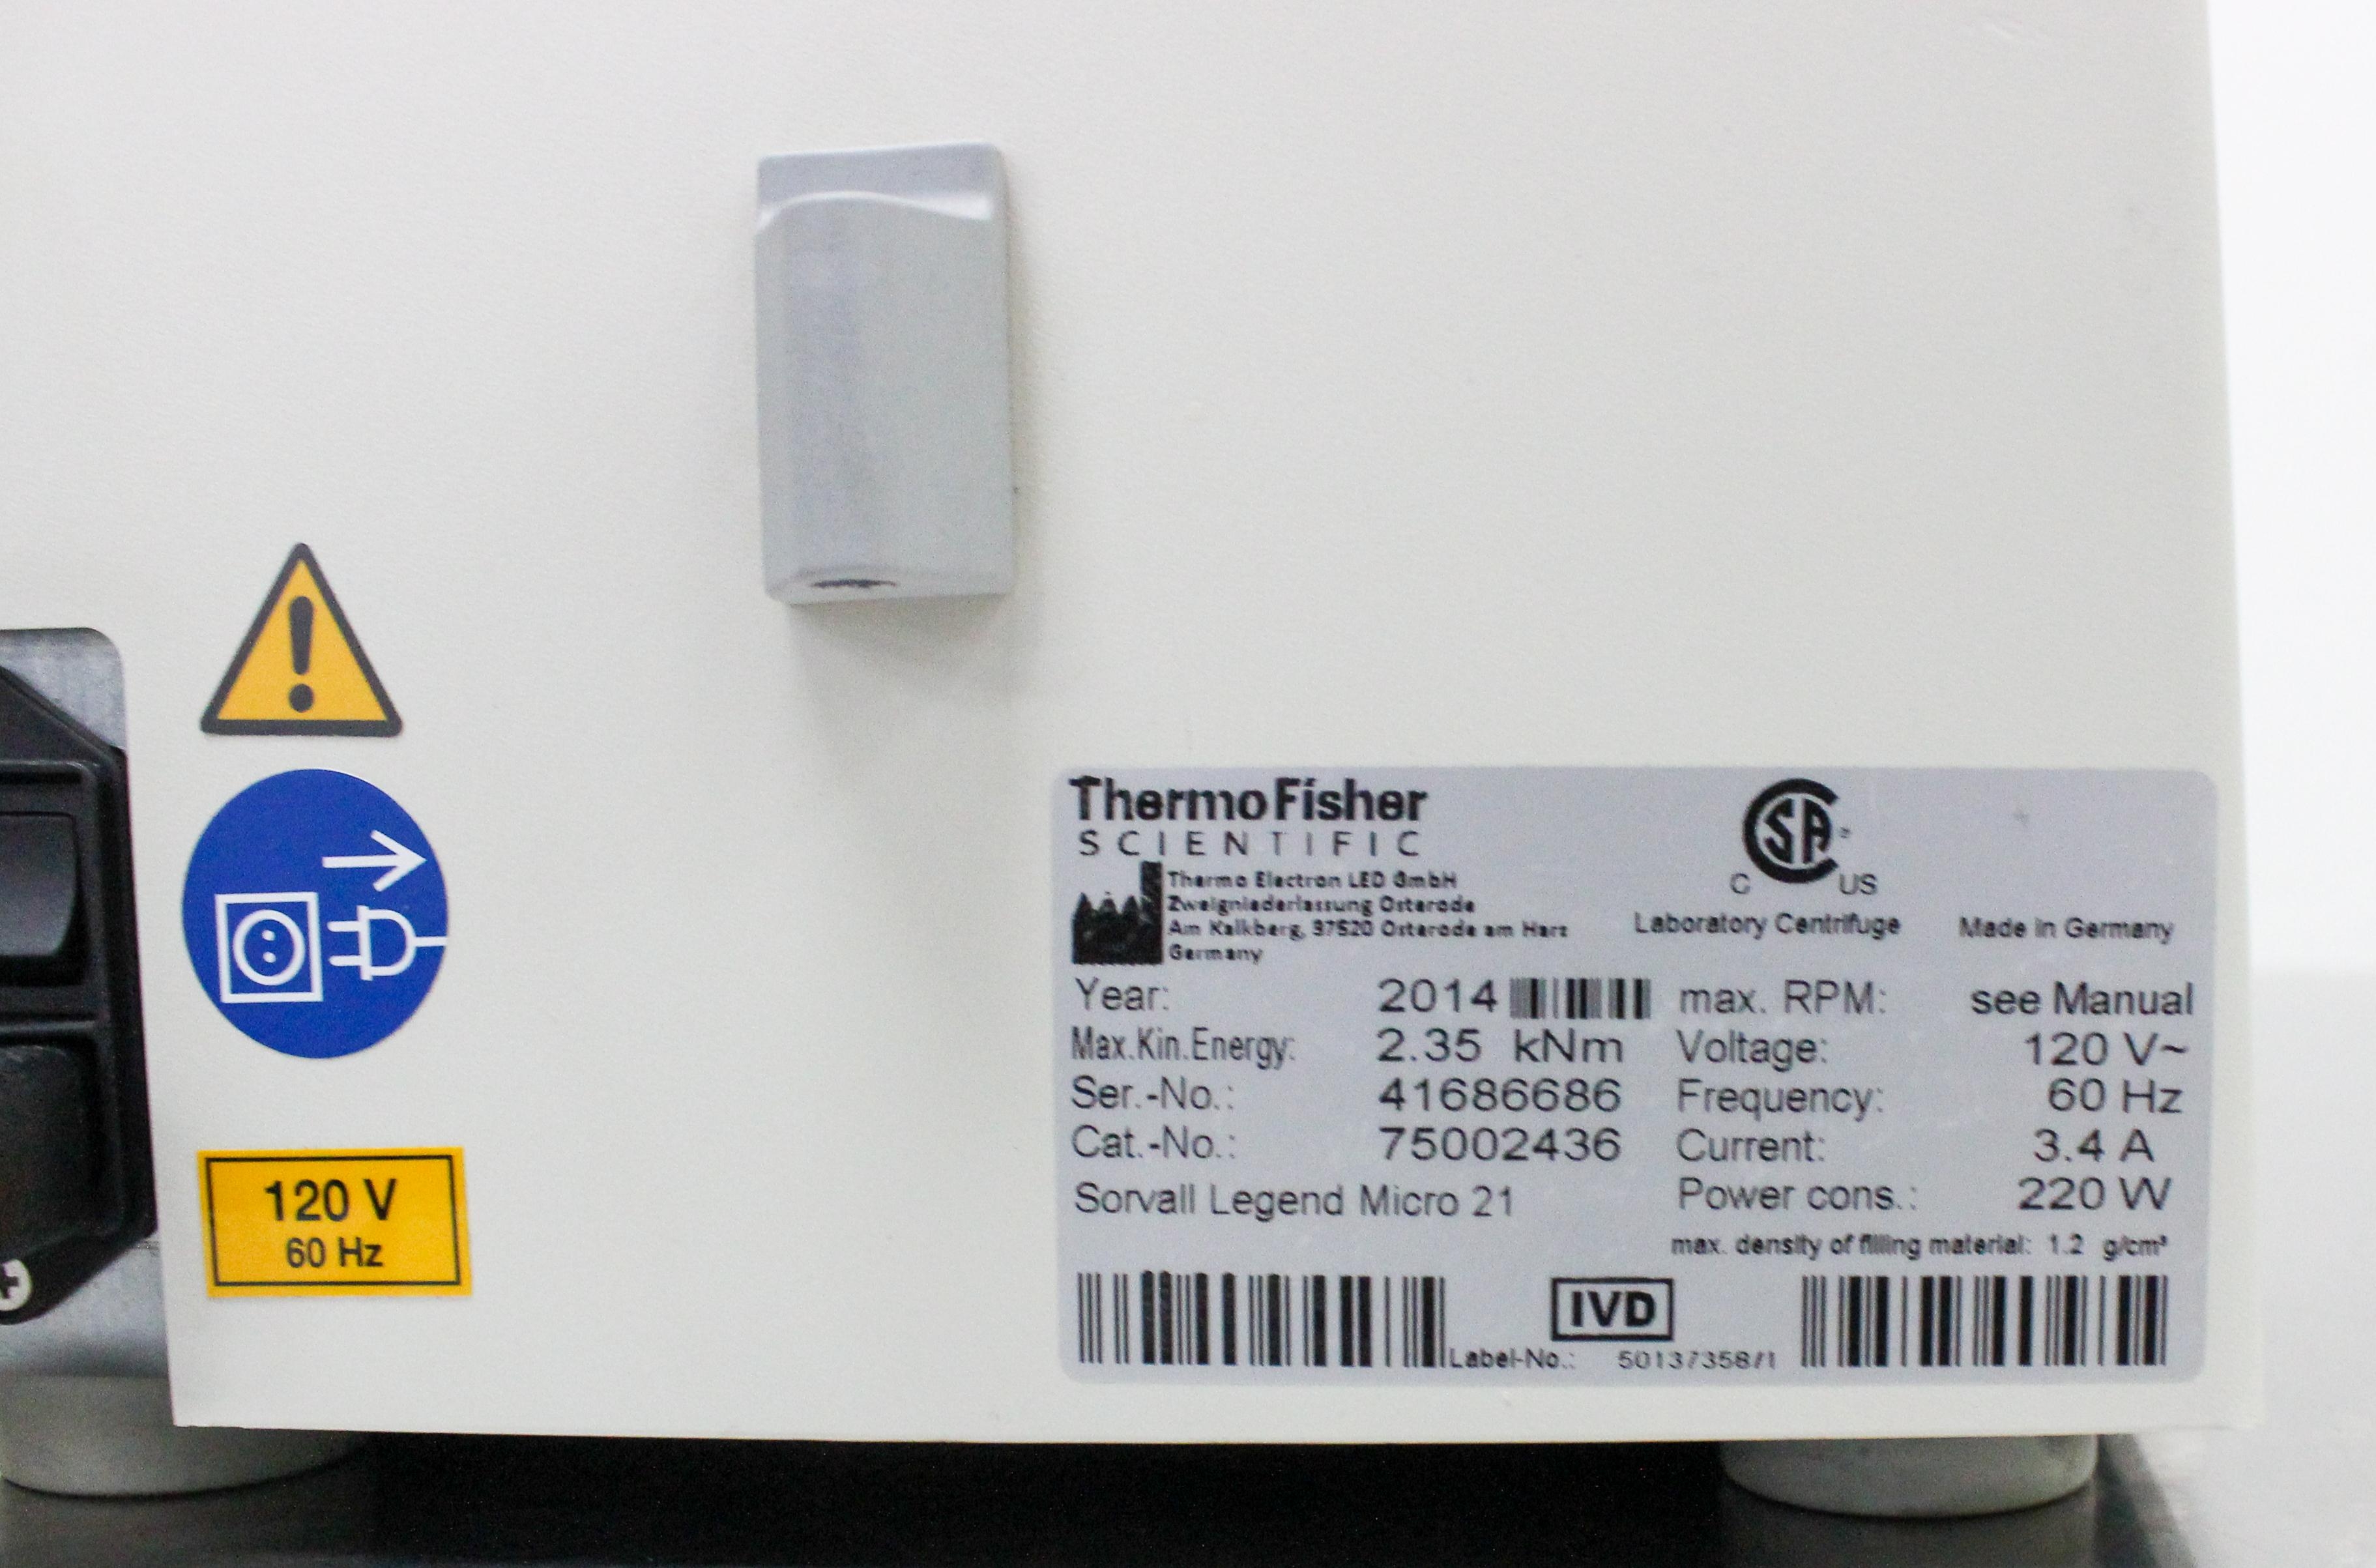 ThermoFisher
SCIENTIFIC
Thermo Electron LED GmbH
Zweigniederlassung Osterode
Am Kalkberg, 37520 Osterode am Harz
Germany
CSA
C US
Laboratory Centrifuge Made in Germany
Year: 2014 max. RPM: see Manual
Max.Kin.Energy: 2.35 kNm Voltage: 120 V~
Ser.-No.: 41686686 Frequency: 60 Hz
Cat.-No.: 75002436 Current: 3.4 A
Sorvall Legend Micro 21 Power cons.: 220 W
max. density of filling material: 1.2 g/cm³
IVD
Label-No.: 50137358/1
120 V
60 Hz